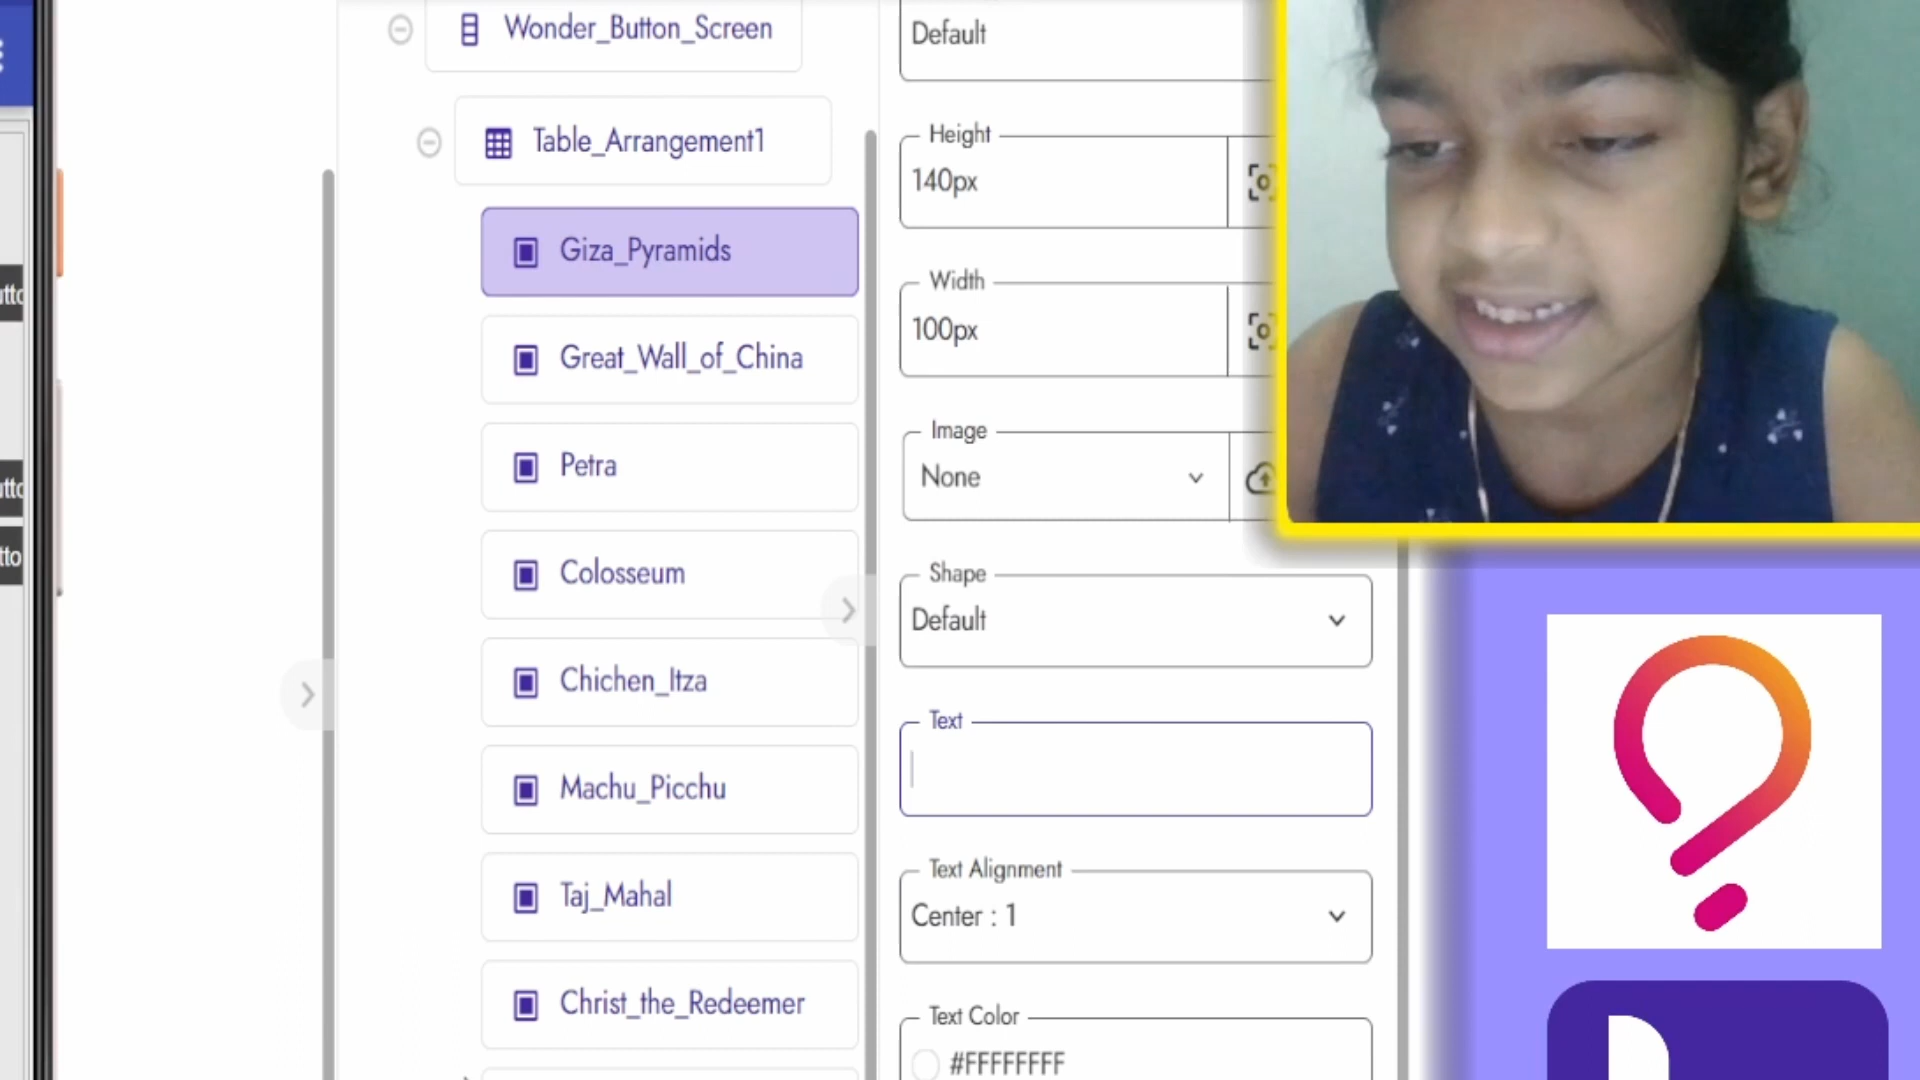 Wonder_Button_Screen
Table_Arrangement1
Giza_Pyramids
Great_Wall_of_China
Petra
Colosseum
Chichen_Itza
Machu_Picchu
Taj_Mahal
Christ_the_Redeemer
Default
Height
140px
Width
100px
Image
None
Shape
Default
Text
Text Alignment
Center : 1
Text Color
#FFFFFFFF